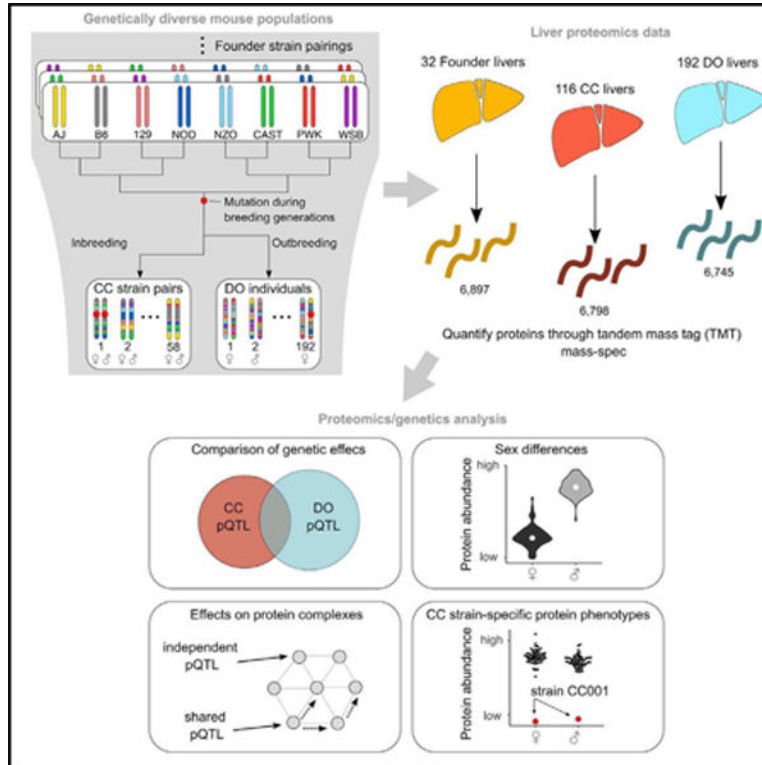 Genetically diverse mouse populations
Founder strain pairings
AJ B6 129 NOD NZO CAST PWK WSB
Mutation during
breeding generations
Inbreeding
Outbreeding
CC strain pairs
1 2 ... 58
♀ ♂ ♀ ♂ ♀ ♂
DO individuals
1 2 ... 192
♀ ♂ ♀
Liver proteomics data
32 Founder livers
116 CC livers
192 DO livers
6,897
6,798
6,745
Quantify proteins through tandem mass tag (TMT)
mass-spec
Proteomics/genetics analysis
Comparison of genetic effecs
CC
pQTL
DO
pQTL
Sex differences
Protein abundance
high
low
♀ ♂
Effects on protein complexes
independent
pQTL
shared
pQTL
CC strain-specific protein phenotypes
Protein abundance
high
low
strain CC001
♀ ♂